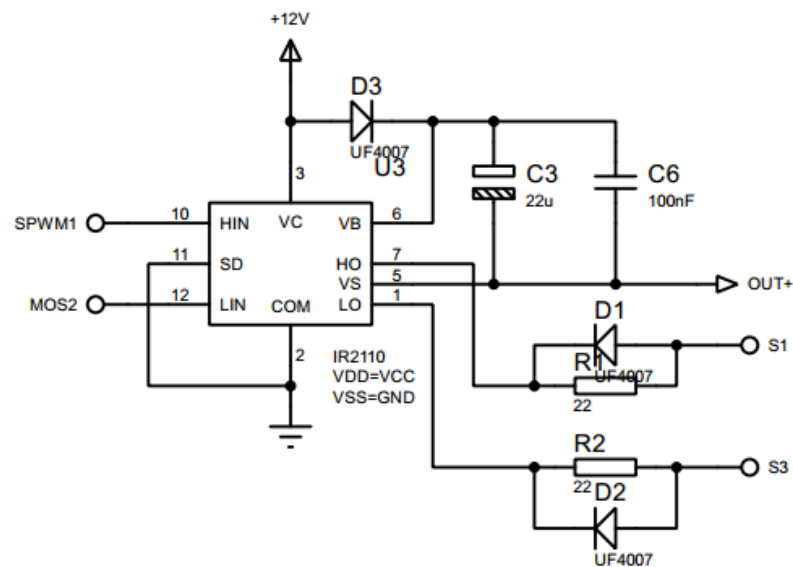 +12V
D3
UF4007
U3
3
C3
22u
C6
100nF
SPWM1
10
HIN
VC
VB
6
11
SD
HO
7
VS
5
OUT+
MOS2
12
LIN
COM
LO
1
2
IR2110
VDD=VCC
VSS=GND
D1
UF4007
S1
R1
22
R2
22
S3
D2
UF4007